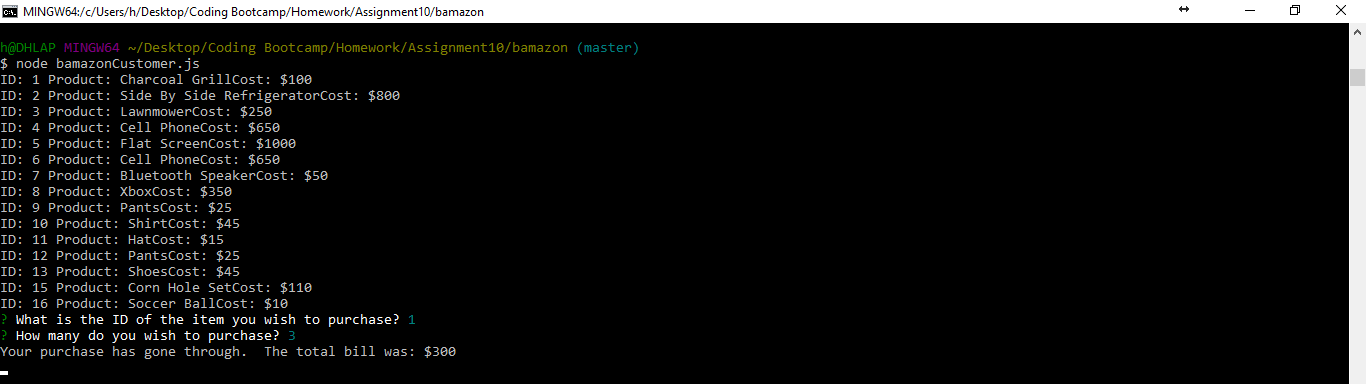 MINGW64:/c/Users/h/Desktop/Coding Bootcamp/Homework/Assignment10/bamazon
h@DHLAP MINGW64 ~/Desktop/Coding Bootcamp/Homework/Assignment10/bamazon (master)
$ node bamazonCustomer.js
ID: 1 Product: Charcoal GrillCost: $100
ID: 2 Product: Side By Side RefrigeratorCost: $800
ID: 3 Product: LawnmowerCost: $250
ID: 4 Product: Cell PhoneCost: $650
ID: 5 Product: Flat ScreenCost: $1000
ID: 6 Product: Cell PhoneCost: $650
ID: 7 Product: Bluetooth SpeakerCost: $50
ID: 8 Product: XboxCost: $350
ID: 9 Product: PantsCost: $25
ID: 10 Product: ShirtCost: $45
ID: 11 Product: HatCost: $15
ID: 12 Product: PantsCost: $25
ID: 13 Product: ShoesCost: $45
ID: 15 Product: Corn Hole SetCost: $110
ID: 16 Product: Soccer BallCost: $10
? What is the ID of the item you wish to purchase? 1
? How many do you wish to purchase? 3
Your purchase has gone through.  The total bill was: $300